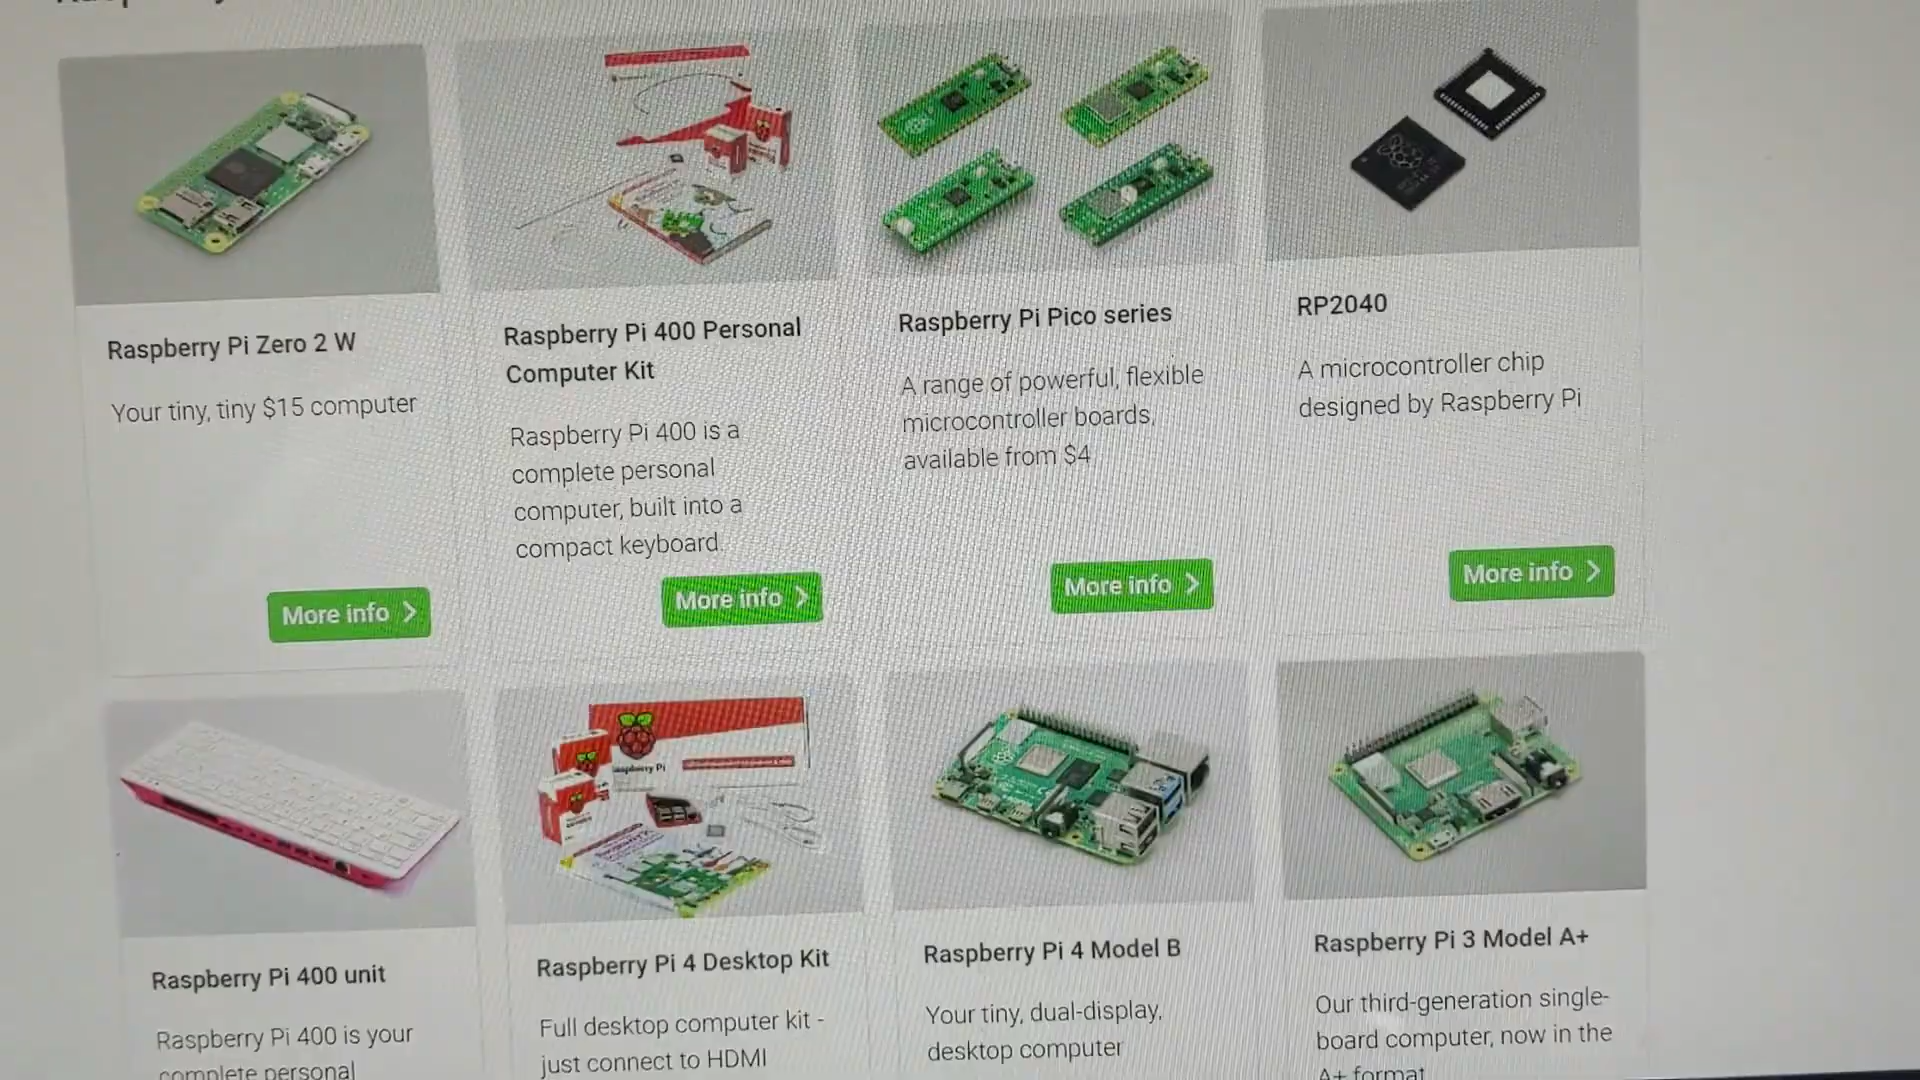 Raspberry Pi Zero 2 W
Your tiny, tiny $15 computer
More info
Raspberry Pi 400 Personal
Computer Kit
Raspberry Pi 400 is a
complete personal
computer, built into a
compact keyboard.
More info
Raspberry Pi Pico series
A range of powerful, flexible
microcontroller boards,
available from $4
More info
RP2040
A microcontroller chip
designed by Raspberry Pi
More info
Raspberry Pi 400 unit
Raspberry Pi 400 is your
complete personal
Raspberry Pi 4 Desktop Kit
Full desktop computer kit -
just connect to HDMI
Raspberry Pi 4 Model B
Your tiny, dual-display,
desktop computer
Raspberry Pi 3 Model A+
Our third-generation single-
board computer, now in the
A+ format